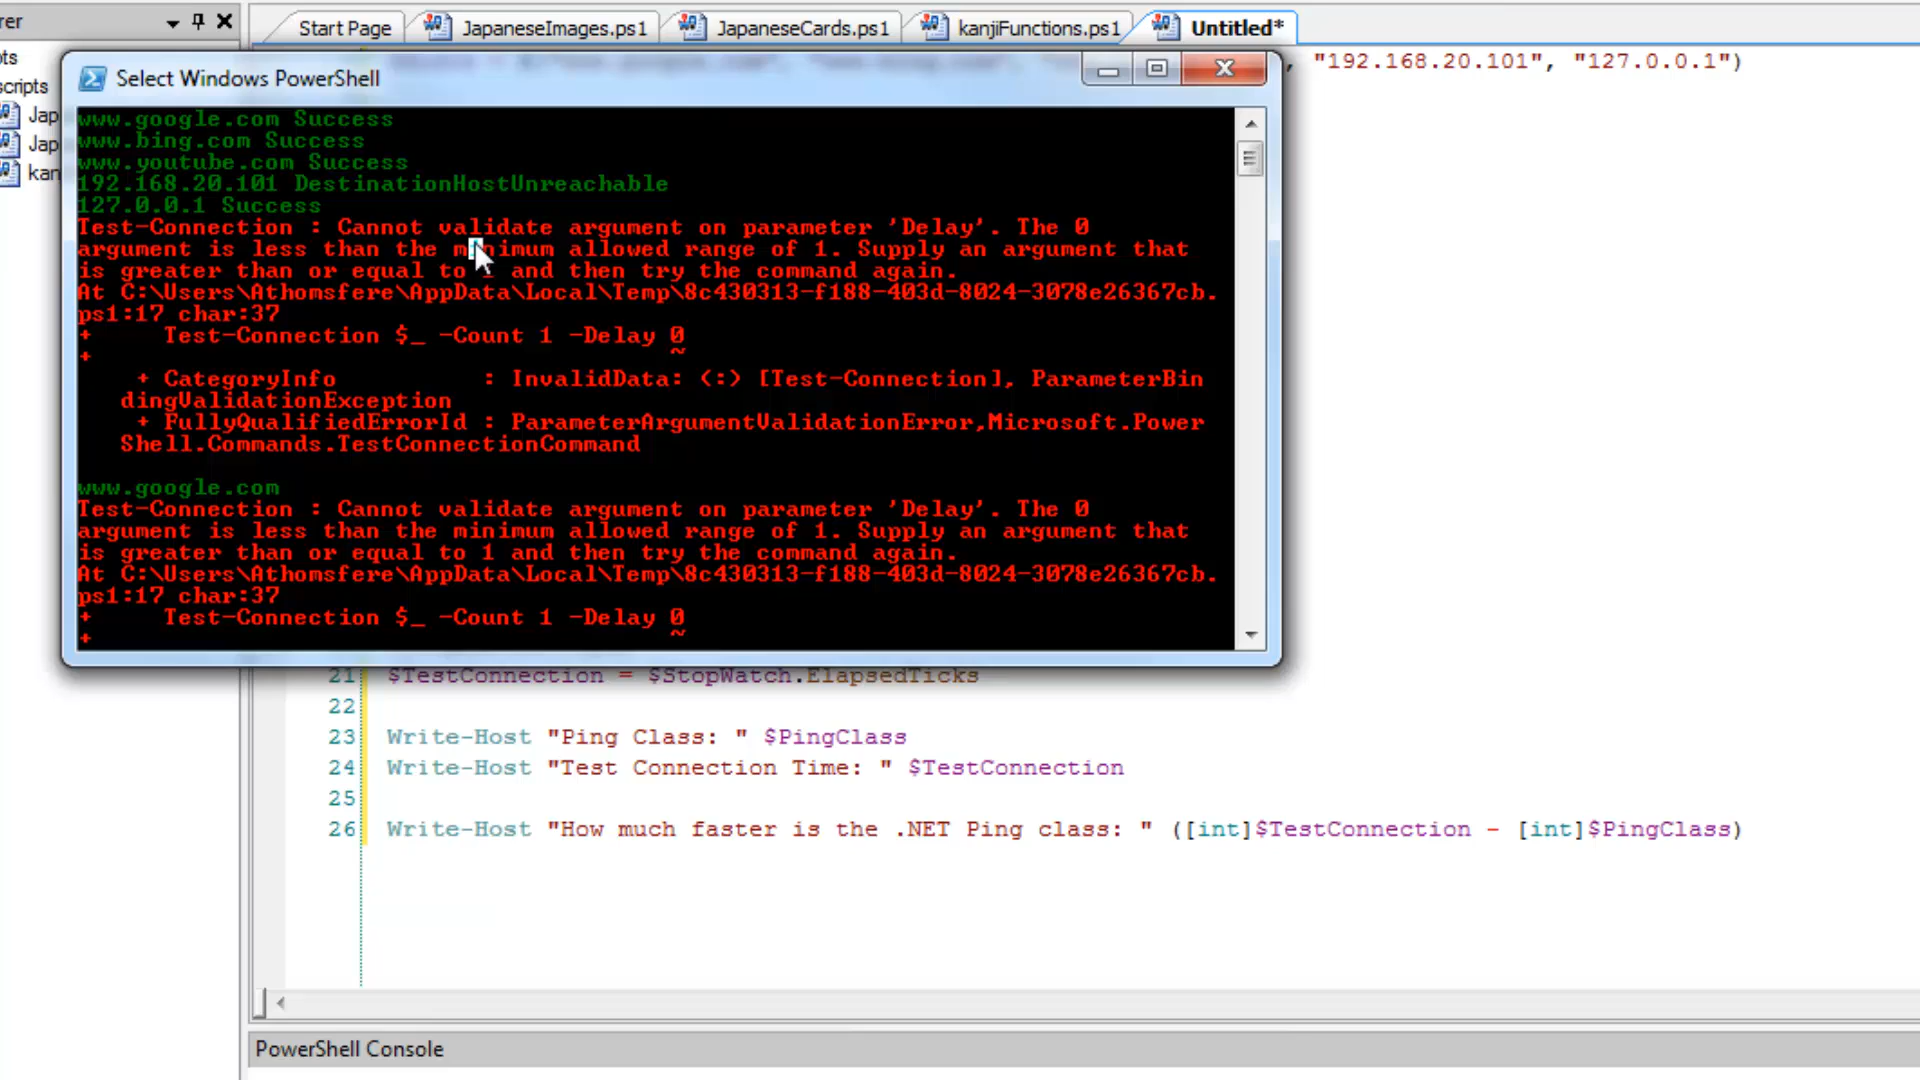 rer
Start Page
JapaneseImages.ps1
JapaneseCards.ps1
kanjiFunctions.ps1
Untitled*
pts
scripts
Jap
Jap
kan
, "192.168.20.101", "127.0.0.1")
Select Windows PowerShell
www.google.com Success
www.bing.com Success
www.youtube.com Success
192.168.20.101 DestinationHostUnreachable
127.0.0.1 Success
Test-Connection : Cannot validate argument on parameter 'Delay'. The 0
argument is less than the minimum allowed range of 1. Supply an argument that
is greater than or equal to 1 and then try the command again.
At C:\Users\Athomsfere\AppData\Local\Temp\8c430313-f188-403d-8024-3078e26367cb.
ps1:17 char:37
+     Test-Connection $_ -Count 1 -Delay 0
+                                        ~
    + CategoryInfo          : InvalidData: (:) [Test-Connection], ParameterBin
   dingValidationException
    + FullyQualifiedErrorId : ParameterArgumentValidationError,Microsoft.Power
   Shell.Commands.TestConnectionCommand
www.google.com
Test-Connection : Cannot validate argument on parameter 'Delay'. The 0
argument is less than the minimum allowed range of 1. Supply an argument that
is greater than or equal to 1 and then try the command again.
At C:\Users\Athomsfere\AppData\Local\Temp\8c430313-f188-403d-8024-3078e26367cb.
ps1:17 char:37
+     Test-Connection $_ -Count 1 -Delay 0
+                                        ~
21 $TestConnection = $StopWatch.ElapsedTicks
22
23 Write-Host "Ping Class: " $PingClass
24 Write-Host "Test Connection Time: " $TestConnection
25
26 Write-Host "How much faster is the .NET Ping class: " ([int]$TestConnection - [int]$PingClass)
PowerShell Console